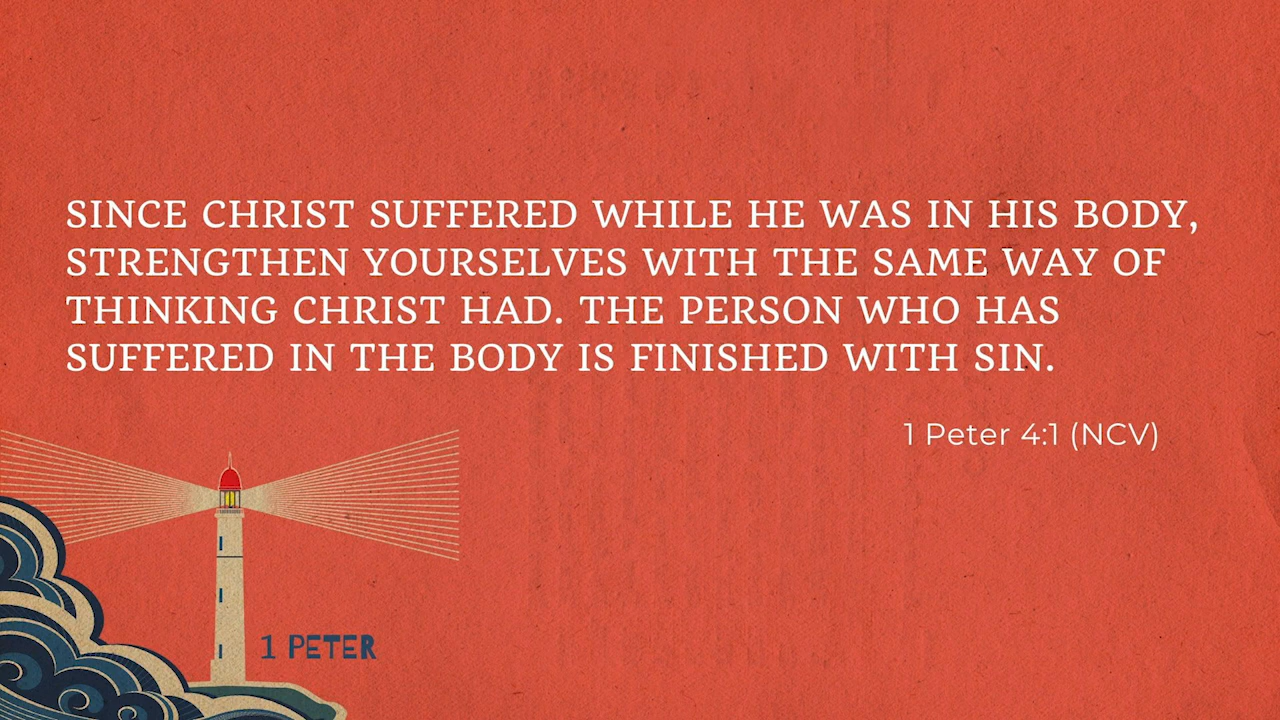 SINCE CHRIST SUFFERED WHILE HE WAS IN HIS BODY,
STRENGTHEN YOURSELVES WITH THE SAME WAY OF
THINKING CHRIST HAD. THE PERSON WHO HAS
SUFFERED IN THE BODY IS FINISHED WITH SIN.
1 Peter 4:1 (NCV)
1 PETER